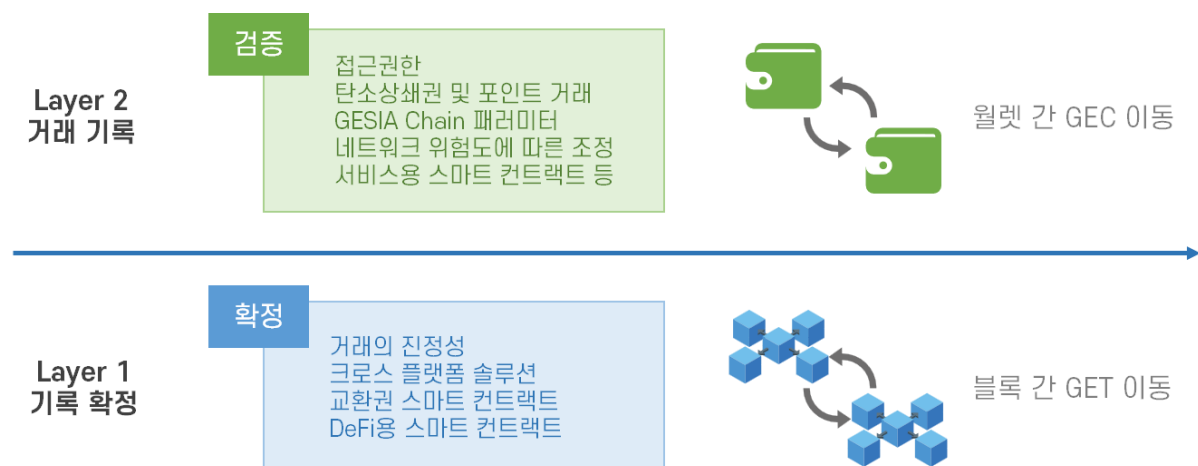 Layer 2
거래 기록
검증
접근권한
탄소상쇄권 및 포인트 거래
GESIA Chain 패러미터
네트워크 위험도에 따른 조정
서비스용 스마트 컨트랙트 등
월렛 간 GEC 이동
Layer 1
기록 확정
확정
거래의 진정성
크로스 플랫폼 솔루션
교환권 스마트 컨트랙트
DeFi용 스마트 컨트랙트
블록 간 GET 이동